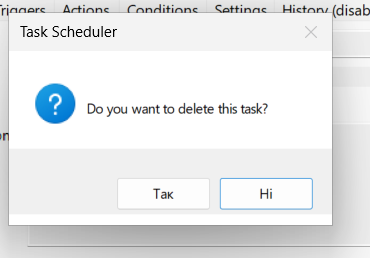 Triggers Actions Conditions Settings History (disab
Task Scheduler
Do you want to delete this task?
Так Ні